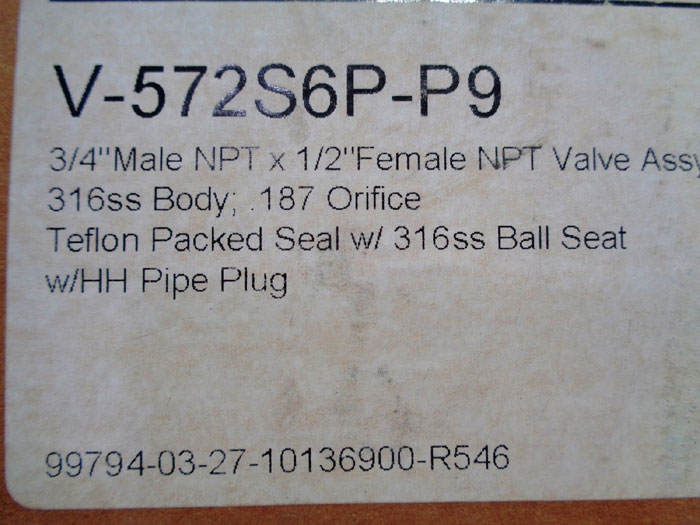 V-572S6P-P9
3/4"Male NPT x 1/2"Female NPT Valve Assy
316ss Body; .187 Orifice
Teflon Packed Seal w/ 316ss Ball Seat
w/HH Pipe Plug
99794-03-27-10136900-R546